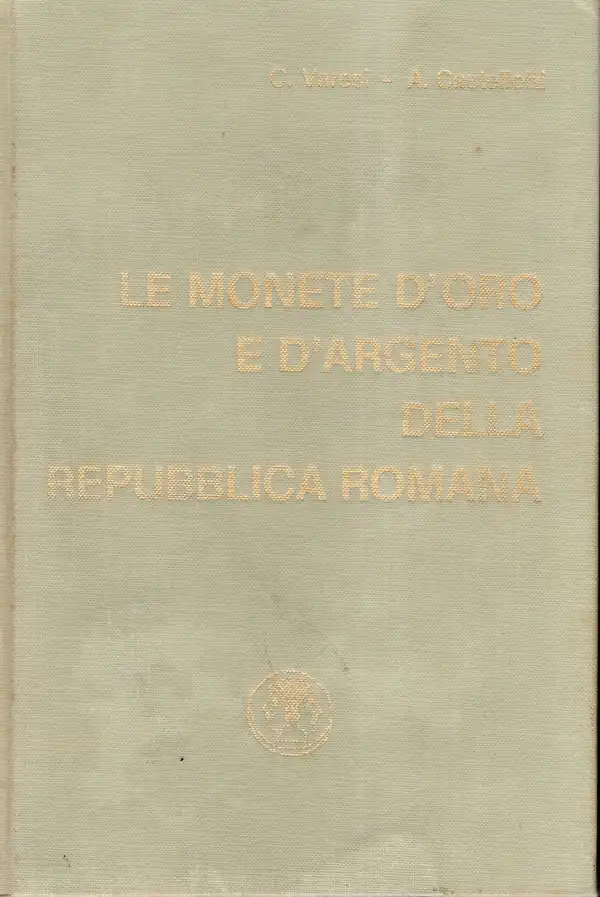 C. Varesi - A. Castellotti
LE MONETE D'ORO
E D'ARGENTO
DELLA
REPUBBLICA ROMANA